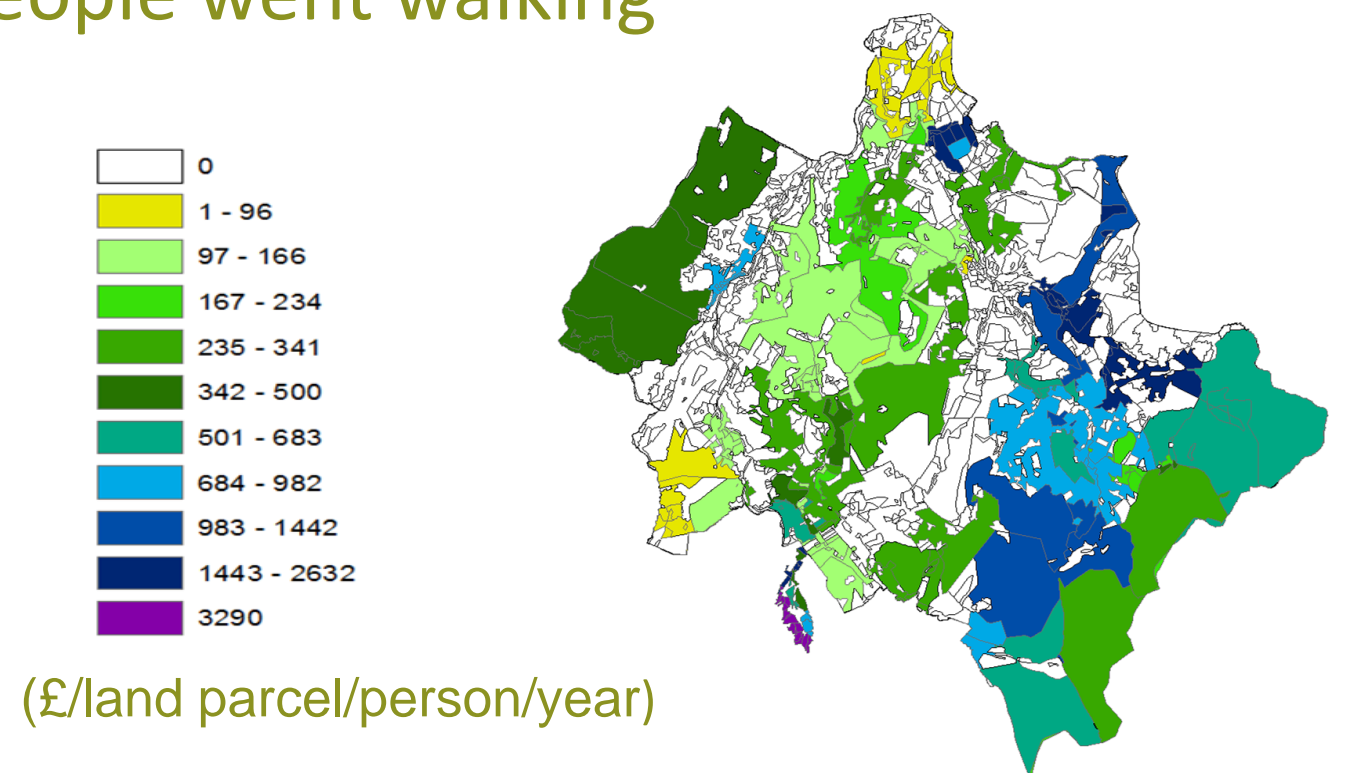 went walking
0
1 - 96
97 - 166
167 - 234
235 - 341
342 - 500
501 - 683
684 - 982
983 - 1442
1443 - 2632
3290
(£/land parcel/person/year)